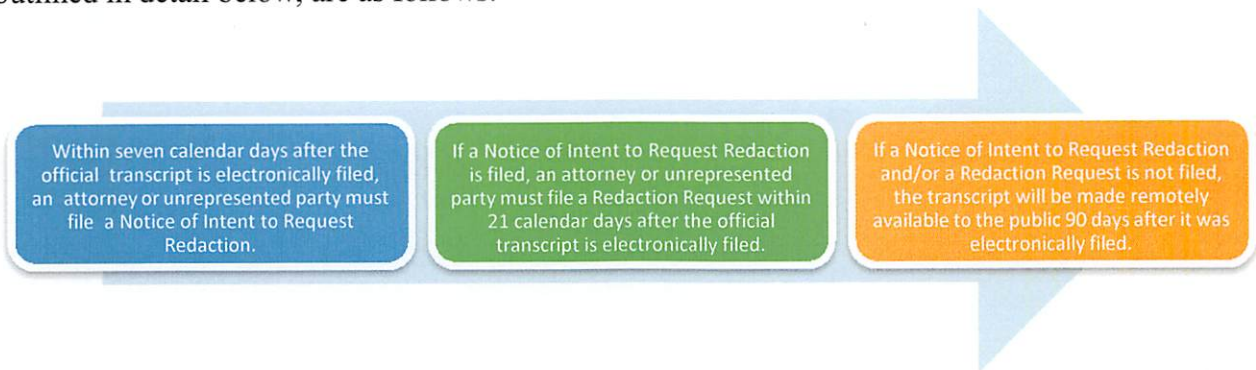 outlined in detail below, are as follows:
Within seven calendar days after the
official transcript is electronically filed,
an attorney or unrepresented party must
file a Notice of Intent to Request
Redaction.
If a Notice of Intent to Request Redaction
is filed, an attorney or unrepresented
party must file a Redaction Request within
21 calendar days after the official
transcript is electronically filed.
If a Notice of Intent to Request Redaction
and/or a Redaction Request is not filed,
the transcript will be made remotely
available to the public 90 days after it was
electronically filed.